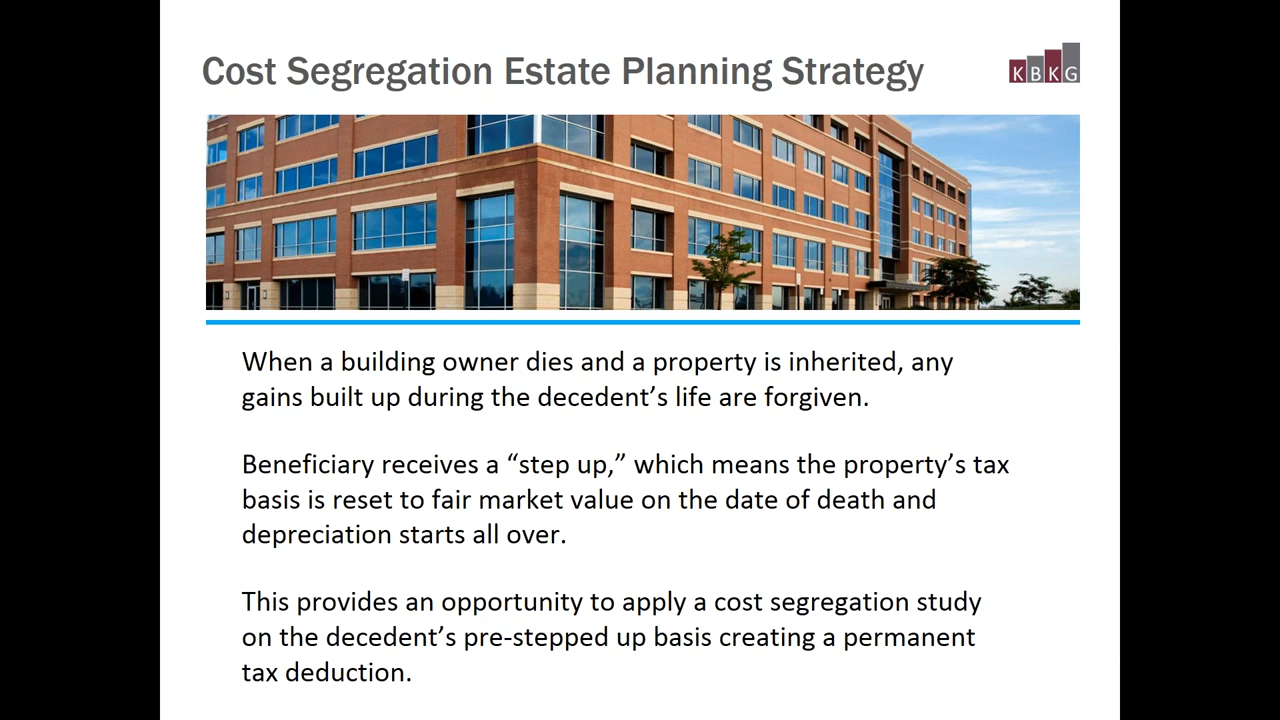 Cost Segregation Estate Planning Strategy
KBKG
When a building owner dies and a property is inherited, any
gains built up during the decedent’s life are forgiven.
Beneficiary receives a “step up,” which means the property’s tax
basis is reset to fair market value on the date of death and
depreciation starts all over.
This provides an opportunity to apply a cost segregation study
on the decedent’s pre-stepped up basis creating a permanent
tax deduction.